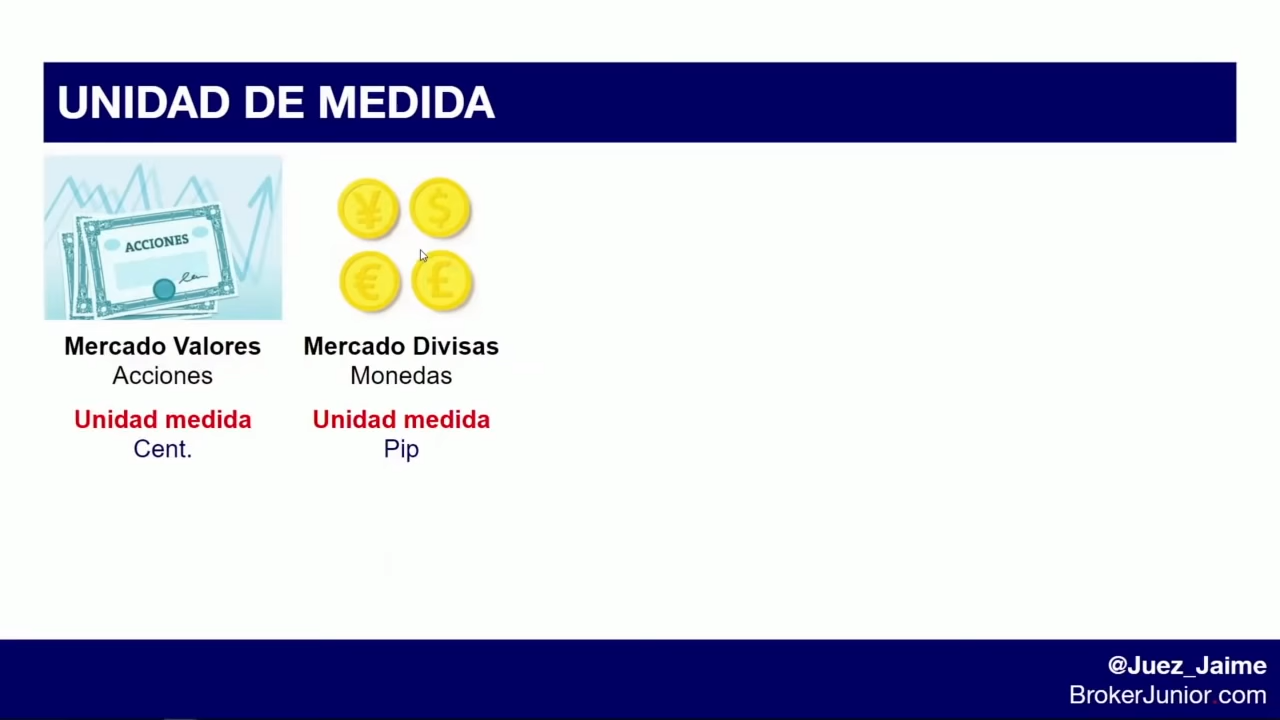 UNIDAD DE MEDIDA
ACCIONES
Mercado Valores
Acciones
Unidad medida
Cent.
¥ $
€ £
Mercado Divisas
Monedas
Unidad medida
Pip
@Juez_Jaime
BrokerJunior.com